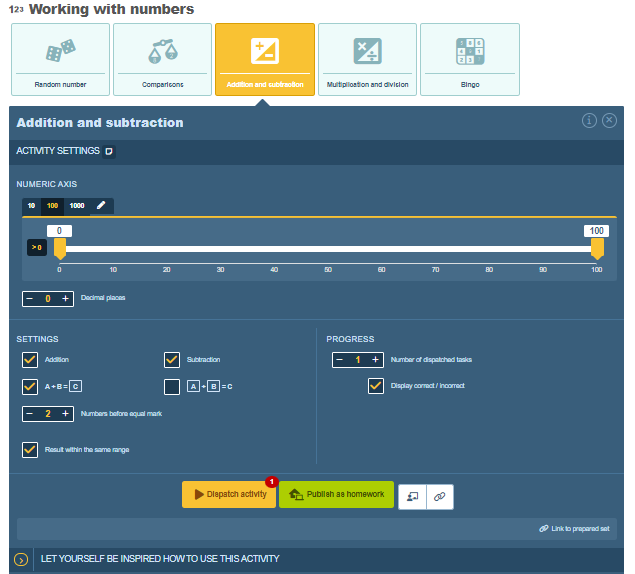 123 Working with numbers
Random number
Comparisons
Addition and subtraction
Multiplication and division
Bingo
Addition and subtraction
ACTIVITY SETTINGS
NUMERIC AXIS
10 100 1000
0 100
>0
0 10 20 30 40 50 60 70 80 90 100
− 0 + Decimal places
SETTINGS
Addition
Subtraction
A+B=C
A+B=C
− 2 + Numbers before equal mark
Result within the same range
PROGRESS
− 1 + Number of dispatched tasks
Display correct / incorrect
Dispatch activity 1
Publish as homework
Link to prepared set
LET YOURSELF BE INSPIRED HOW TO USE THIS ACTIVITY